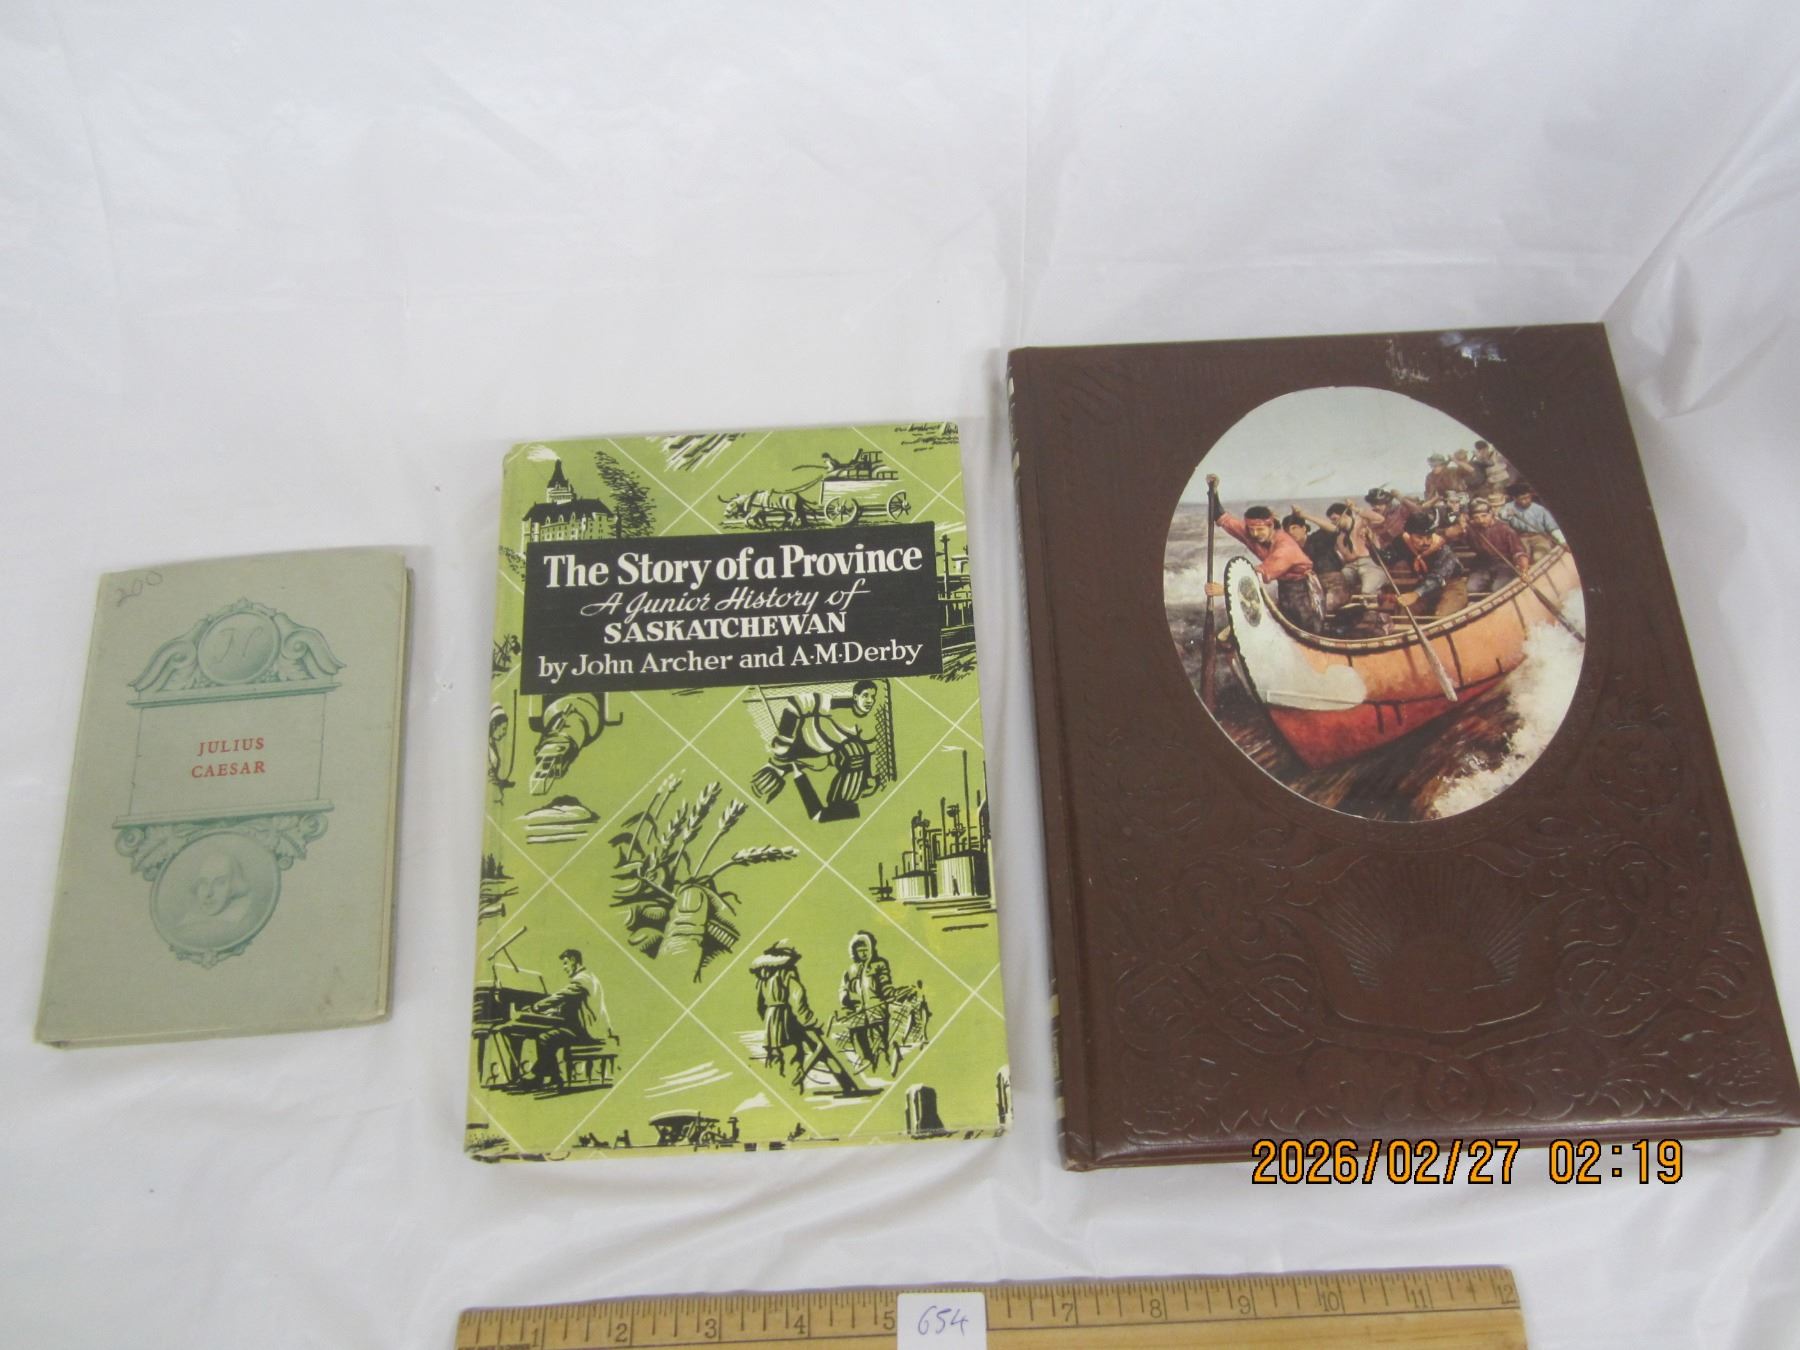 200
JULIUS
CAESAR
The Story of a Province
A Junior History of
SASKATCHEWAN
by John Archer and A·M·Derby
2026/02/27 02:19
1 2 3 4 5 654 7 8 9 10 11 12